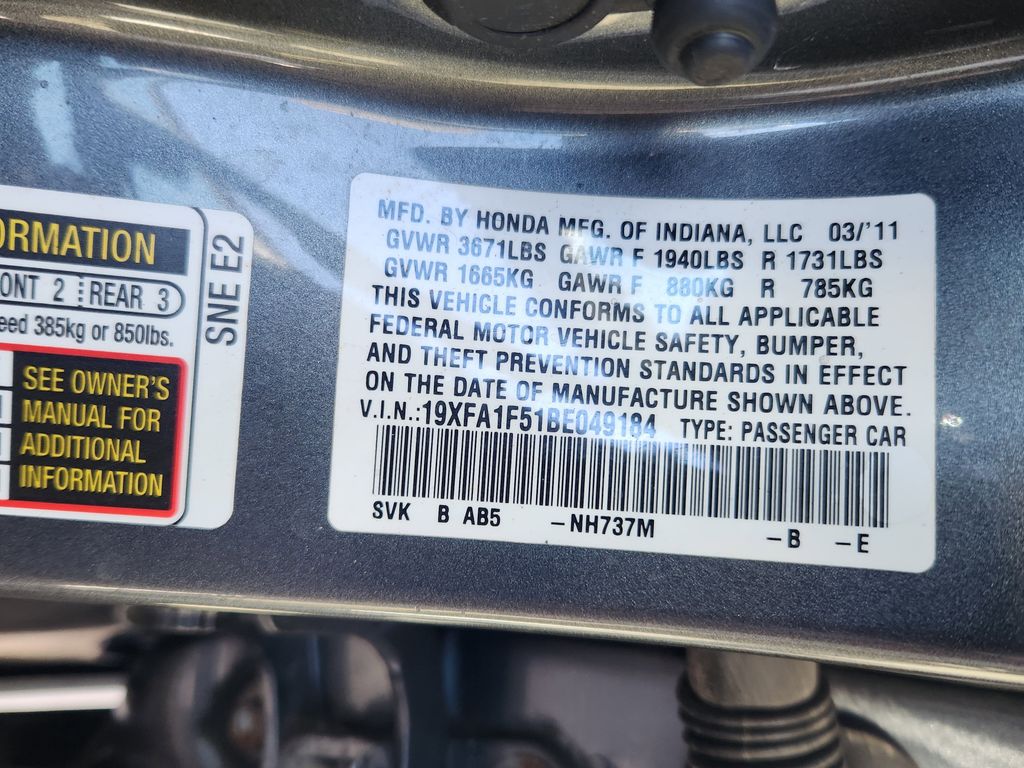 ORMATION
ONT 2 REAR 3
eed 385kg or 850lbs.
SEE OWNER'S
MANUAL FOR
ADDITIONAL
INFORMATION
SNE E2
MFD. BY HONDA MFG. OF INDIANA, LLC 03/'11
GVWR 3671LBS GAWR F 1940LBS R 1731LBS
GVWR 1665KG GAWR F 880KG R 785KG
THIS VEHICLE CONFORMS TO ALL APPLICABLE
FEDERAL MOTOR VEHICLE SAFETY, BUMPER,
AND THEFT PREVENTION STANDARDS IN EFFECT
ON THE DATE OF MANUFACTURE SHOWN ABOVE.
V.I.N.:19XFA1F51BE049184 TYPE: PASSENGER CAR
SVK B AB5 -NH737M -B -E